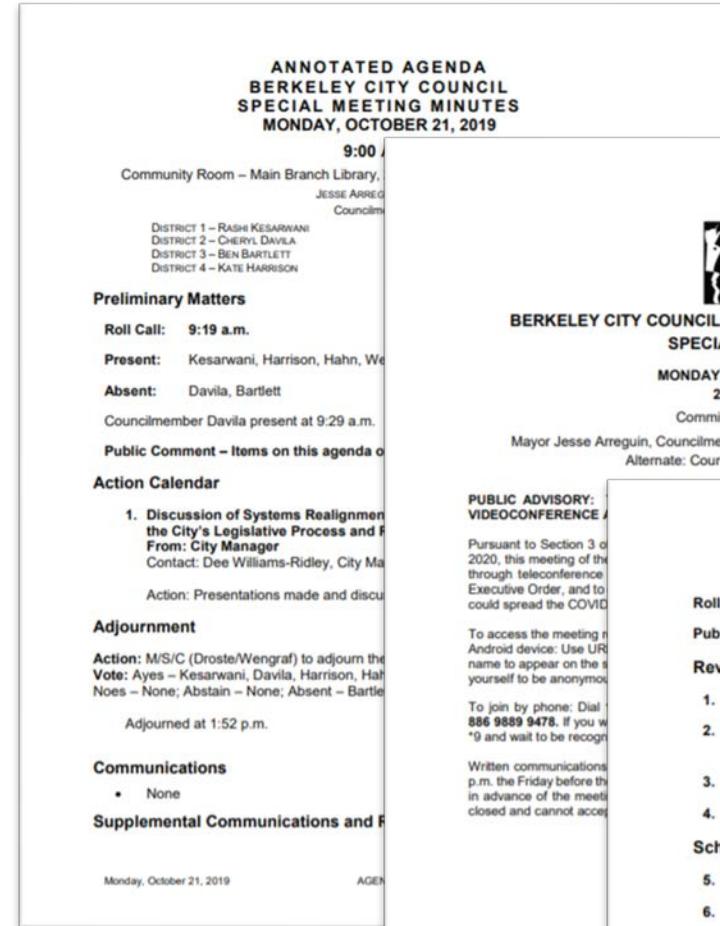 ANNOTATED AGENDA
BERKELEY CITY COUNCIL
SPECIAL MEETING MINUTES
MONDAY, OCTOBER 21, 2019
9:00
Community Room – Main Branch Library,
JESSE ARREG
Councilm
DISTRICT 1 – RASHI KESARWANI
DISTRICT 2 – CHERYL DAVILA
DISTRICT 3 – BEN BARTLETT
DISTRICT 4 – KATE HARRISON
Preliminary Matters
Roll Call: 9:19 a.m.
Present: Kesarwani, Harrison, Hahn, We
Absent: Davila, Bartlett
Councilmember Davila present at 9:29 a.m.
Public Comment – Items on this agenda o
Action Calendar
1. Discussion of Systems Realignmen
the City's Legislative Process and
From: City Manager
Contact: Dee Williams-Ridley, City Ma
Action: Presentations made and discu
Adjournment
Action: M/S/C (Droste/Wengraf) to adjourn the
Vote: Ayes – Kesarwani, Davila, Harrison, Hah
Noes – None; Abstain – None; Absent – Bartle
Adjourned at 1:52 p.m.
Communications
• None
Supplemental Communications and
Monday, October 21, 2019 AGEN
BERKELEY CITY COUNCIL
SPECIA
MONDAY
2
Commi
Mayor Jesse Arreguin, Councilme
Alternate: Coun
PUBLIC ADVISORY:
VIDEOCONFERENCE
Pursuant to Section 3 o
2020, this meeting of the
through teleconference
Executive Order, and to
could spread the COVID
To access the meeting r
Android device: Use UR
name to appear on the s
yourself to be anonymou
To join by phone: Dial
886 9889 9478. If you w
*9 and wait to be recogn
Written communications
p.m. the Friday before th
in advance of the meeti
closed and cannot accep
Roll
Pub
Rev
1.
2.
3.
4.
Sch
5.
6.